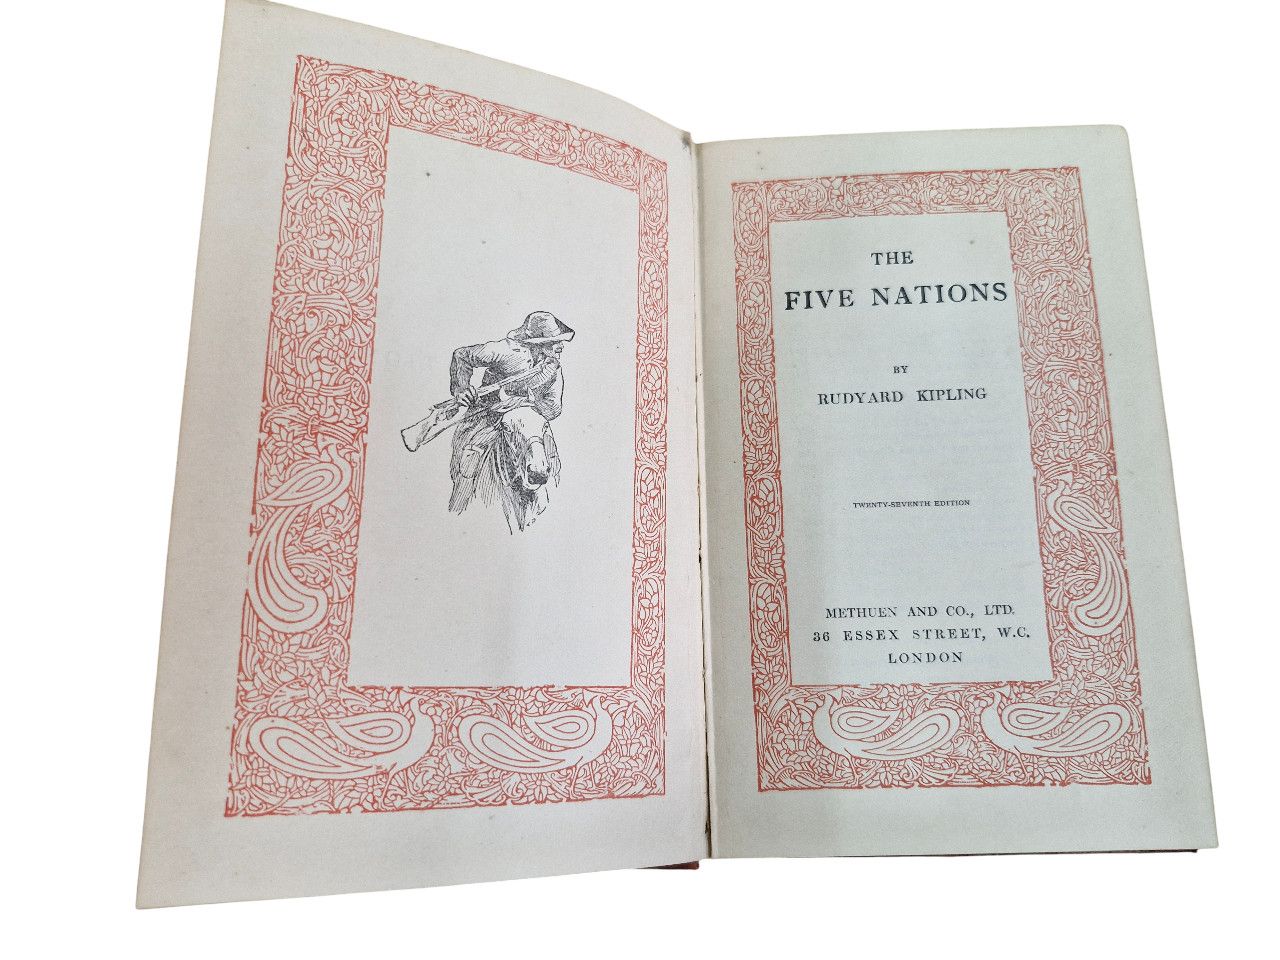 THE
FIVE NATIONS
BY
RUDYARD KIPLING
TWENTY-SEVENTH EDITION
METHUEN AND CO., LTD.
36 ESSEX STREET, W.C.
LONDON